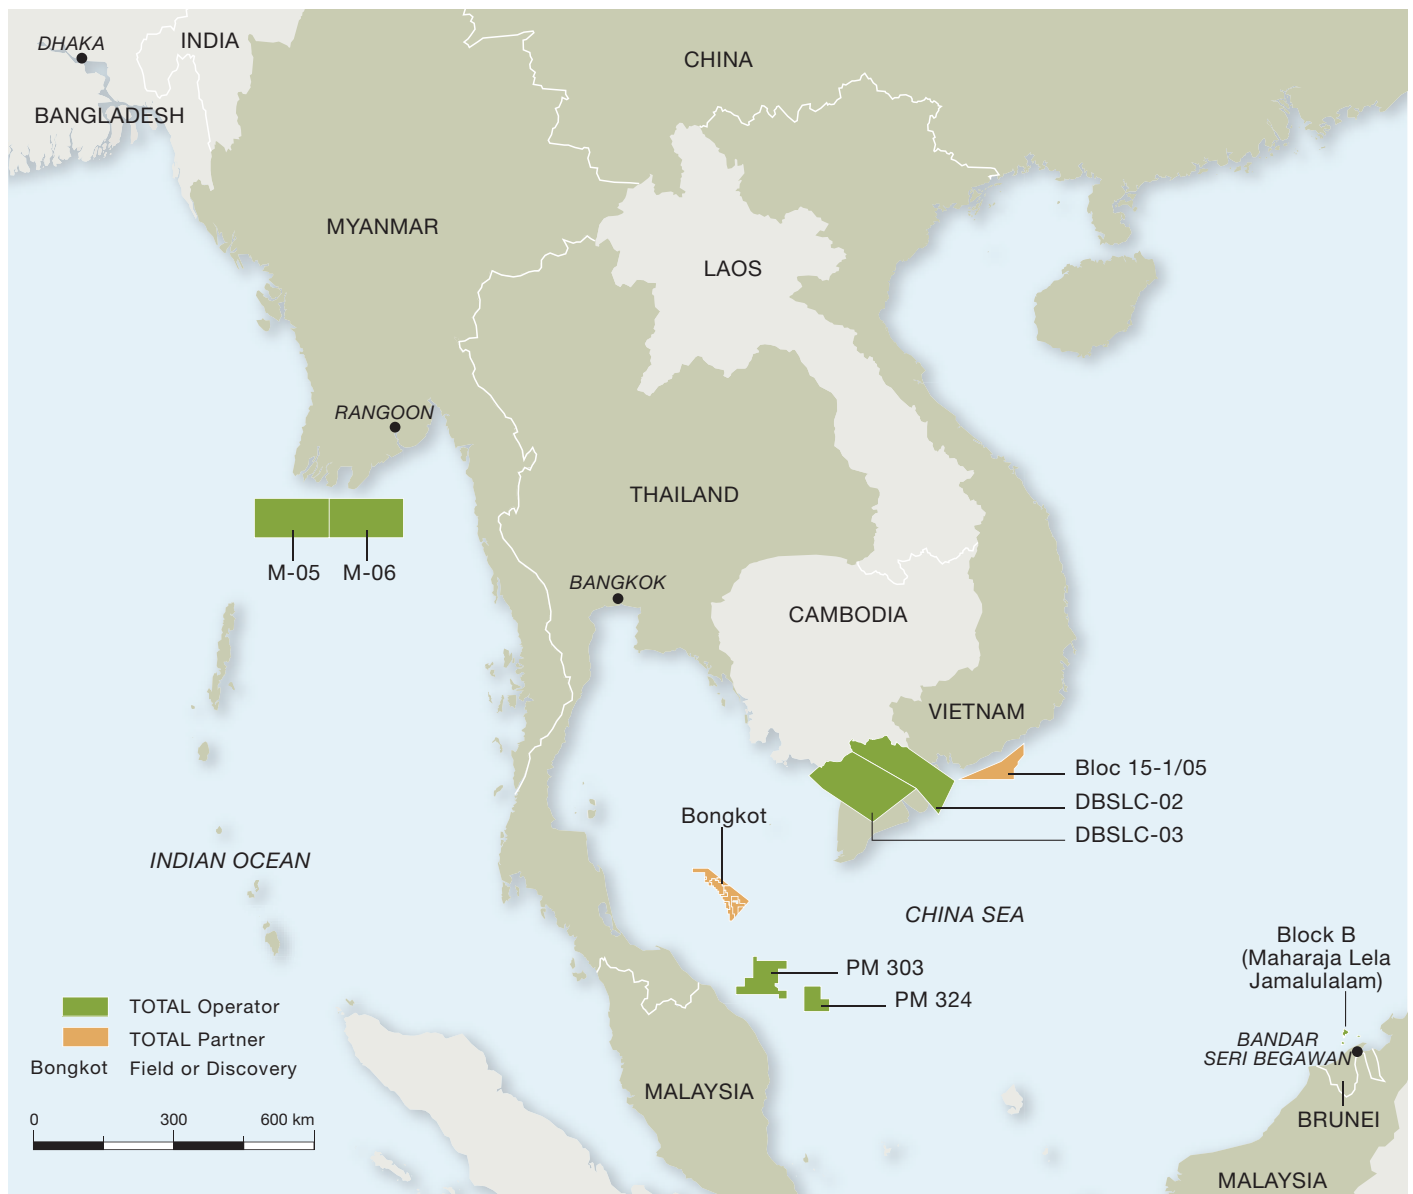 DHAKA
INDIA
BANGLADESH
CHINA
MYANMAR
LAOS
RANGOON
THAILAND
M-05
M-06
BANGKOK
CAMBODIA
VIETNAM
Bloc 15-1/05
DBSLC-02
DBSLC-03
Bongkot
INDIAN OCEAN
CHINA SEA
PM 303
PM 324
Block B
(Maharaja Lela
Jamalulalam)
BANDAR
SERI BEGAWAN
BRUNEI
MALAYSIA
MALAYSIA
TOTAL Operator
TOTAL Partner
Bongkot Field or Discovery
0 300 600 km